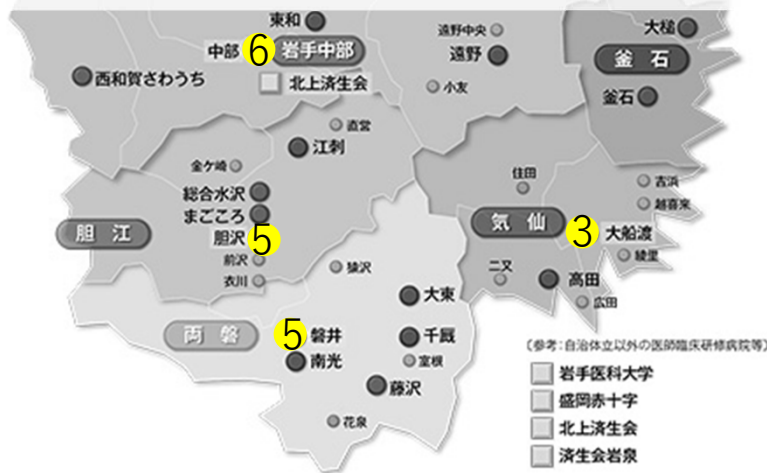 東和
中部 6 岩手中部
西和賀さわうち
北上済生会
遠野中央
遠野
小友
大槌
釜石
釜石
直営
江刺
金ケ崎
総合水沢
まごころ
胆沢 5
胆江
前沢
衣川
住田
吉浜
越喜来
気仙 3 大船渡
綾里
二又
高田
広田
猿沢
大東
両磐 5 磐井
千厩
南光
室根
藤沢
花泉
〔参考:自治体立以外の医師臨床研修病院等〕
岩手医科大学
盛岡赤十字
北上済生会
済生会岩泉